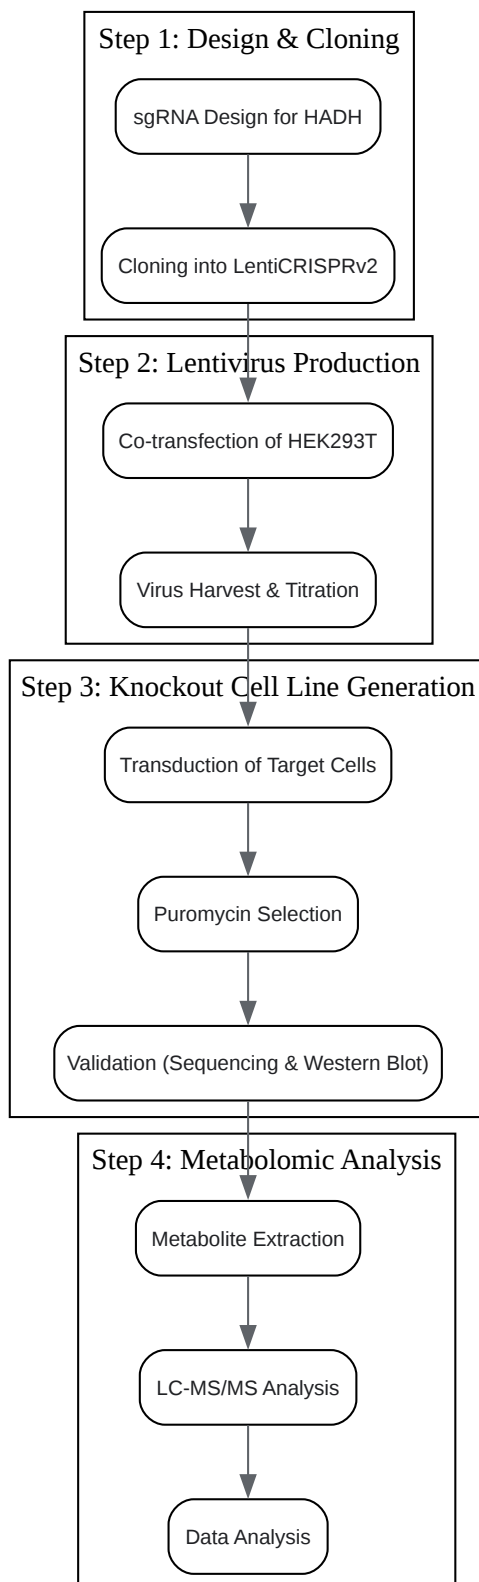 Step 1: Design & Cloning
sgRNA Design for HADH
Cloning into LentiCRISPRv2
Step 2: Lentivirus Production
Co-transfection of HEK293T
Virus Harvest & Titration
Step 3: Knockout Cell Line Generation
Transduction of Target Cells
Puromycin Selection
Validation (Sequencing & Western Blot)
Step 4: Metabolomic Analysis
Metabolite Extraction
LC-MS/MS Analysis
Data Analysis